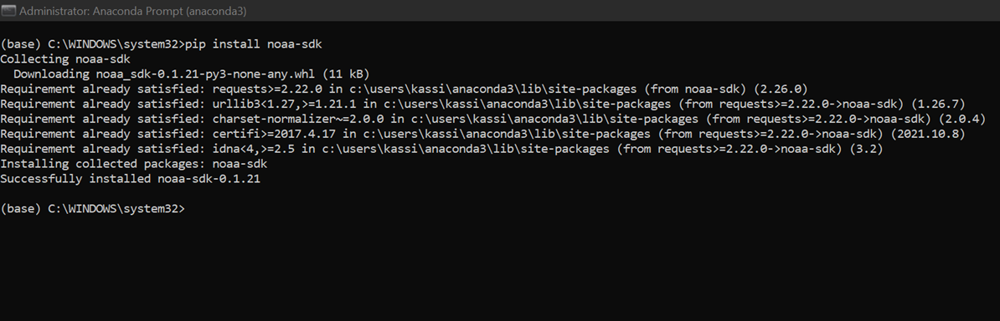 Administrator: Anaconda Prompt (anaconda3)
(base) C:\WINDOWS\system32>pip install noaa-sdk
Collecting noaa-sdk
  Downloading noaa_sdk-0.1.21-py3-none-any.whl (11 kB)
Requirement already satisfied: requests>=2.22.0 in c:\users\kassi\anaconda3\lib\site-packages (from noaa-sdk) (2.26.0)
Requirement already satisfied: urllib3<1.27,>=1.21.1 in c:\users\kassi\anaconda3\lib\site-packages (from requests>=2.22.0->noaa-sdk) (1.26.7)
Requirement already satisfied: charset-normalizer~=2.0.0 in c:\users\kassi\anaconda3\lib\site-packages (from requests>=2.22.0->noaa-sdk) (2.0.4)
Requirement already satisfied: certifi>=2017.4.17 in c:\users\kassi\anaconda3\lib\site-packages (from requests>=2.22.0->noaa-sdk) (2021.10.8)
Requirement already satisfied: idna<4,>=2.5 in c:\users\kassi\anaconda3\lib\site-packages (from requests>=2.22.0->noaa-sdk) (3.2)
Installing collected packages: noaa-sdk
Successfully installed noaa-sdk-0.1.21
(base) C:\WINDOWS\system32>